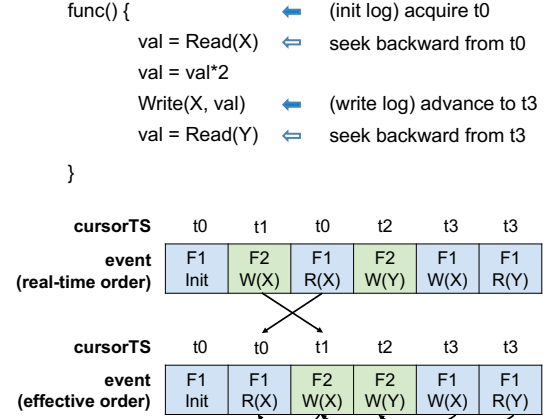 func() { (init log) acquire t0
val = Read(X) seek backward from t0
val = val*2
Write(X, val) (write log) advance to t3
val = Read(Y) seek backward from t3
}
cursorTS t0 t1 t0 t2 t3 t3
event F1 F2 F1 F2 F1 F1
(real-time order) Init W(X) R(X) W(Y) W(X) R(Y)
cursorTS t0 t0 t1 t2 t3 t3
event F1 F1 F2 F2 F1 F1
(effective order) Init R(X) W(X) W(Y) W(X) R(Y)